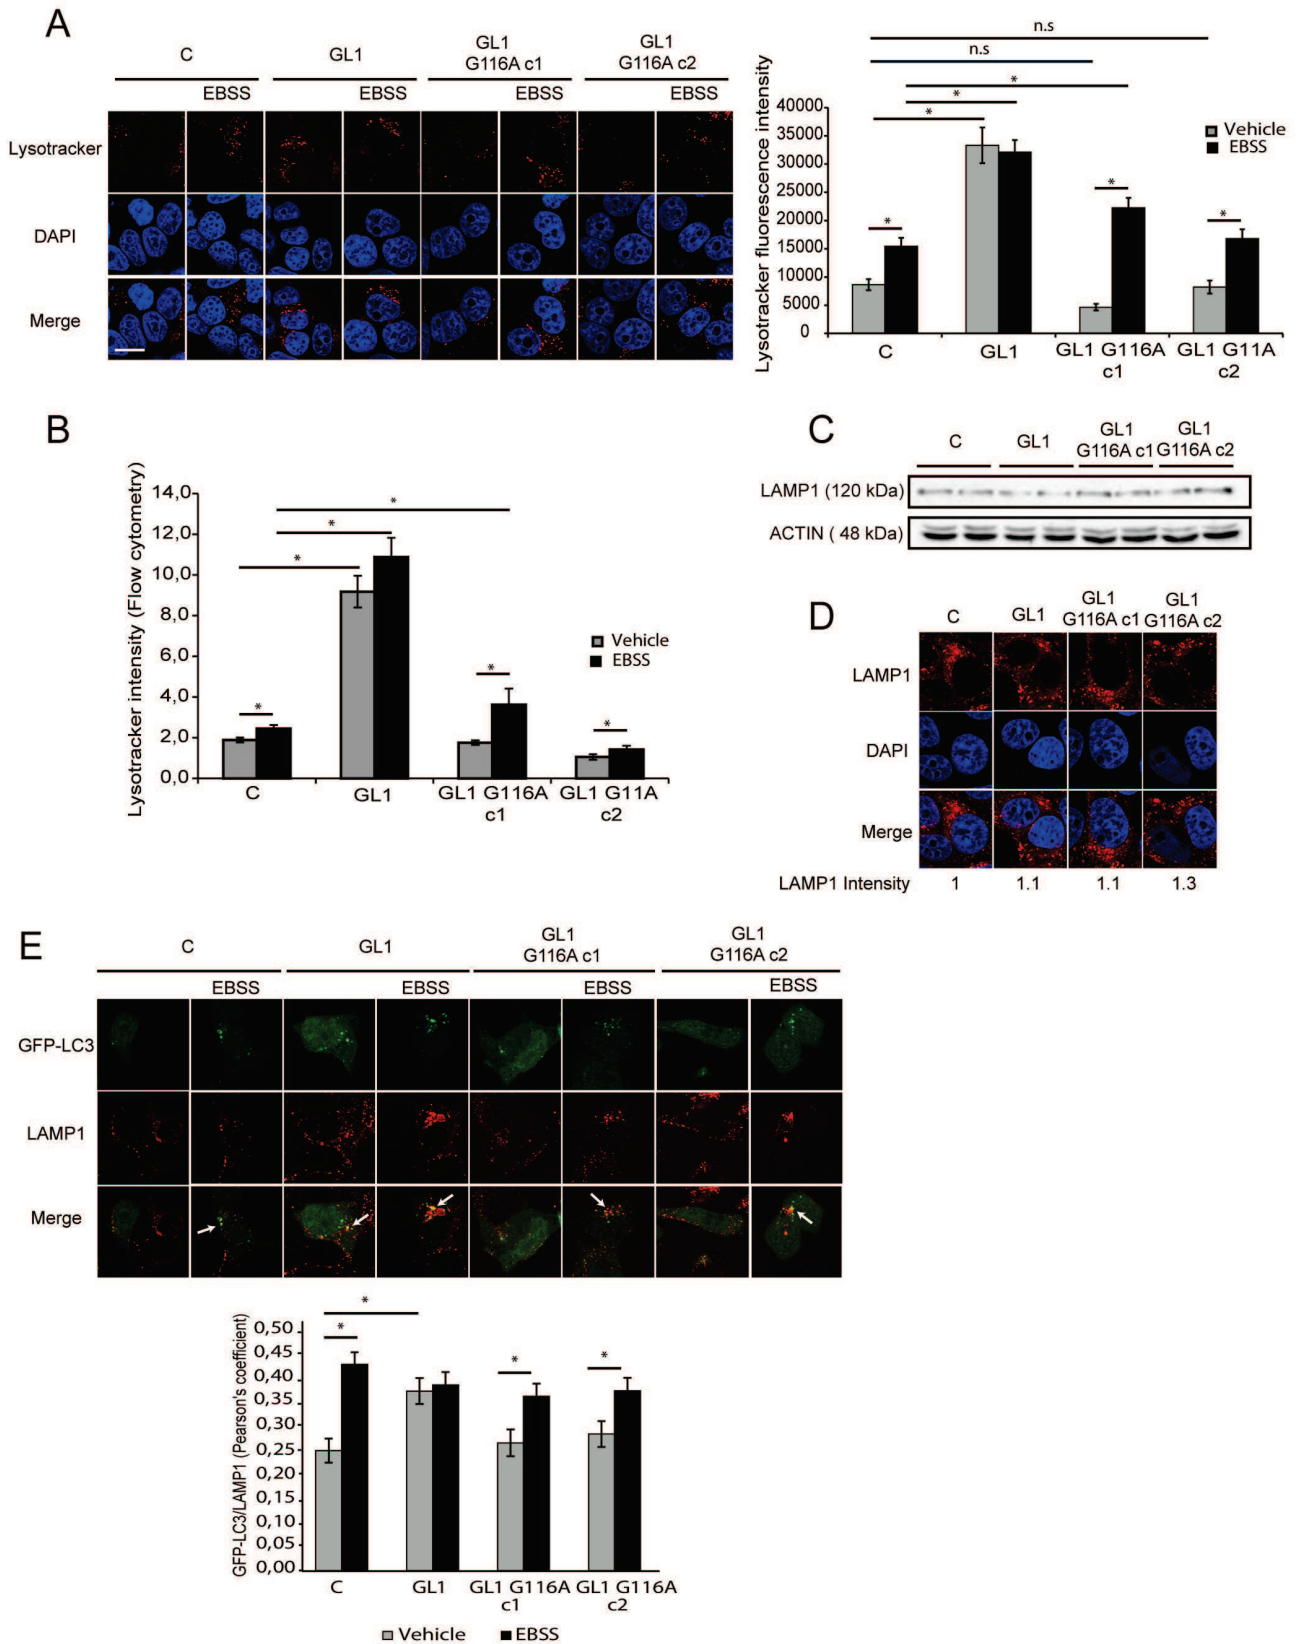 A
C
GL1
GL1
G116A c1
GL1
G116A c2
EBSS
EBSS
EBSS
EBSS
Lysotracker
DAPI
Merge
Lysotracker fluorescence intensity
n.s
n.s
*
*
*
40000
35000
30000
25000
20000
15000
10000
5000
0
*
*
*
Vehicle
EBSS
C
GL1
GL1 G116A
c1
GL1 G11A
c2
B
Lysotracker intensity (Flow cytometry)
14,0
12,0
10,0
8,0
6,0
4,0
2,0
0,0
*
*
*
*
*
*
Vehicle
EBSS
C
GL1
GL1 G116A
c1
GL1 G11A
c2
C
C
GL1
GL1
G116A c1
GL1
G116A c2
LAMP1 (120 kDa)
ACTIN ( 48 kDa)
D
C
GL1
GL1
G116A c1
GL1
G116A c2
LAMP1
DAPI
Merge
LAMP1 Intensity 1 1.1 1.1 1.3
E
C
GL1
GL1
G116A c1
GL1
G116A c2
EBSS
EBSS
EBSS
EBSS
GFP-LC3
LAMP1
Merge
GFP-LC3/LAMP1 (Pearson's coefficient)
0,50
0,45
0,40
0,35
0,30
0,25
0,20
0,15
0,10
0,05
0,00
*
*
*
*
C
GL1
GL1 G116A
c1
GL1 G116A
c2
Vehicle
EBSS